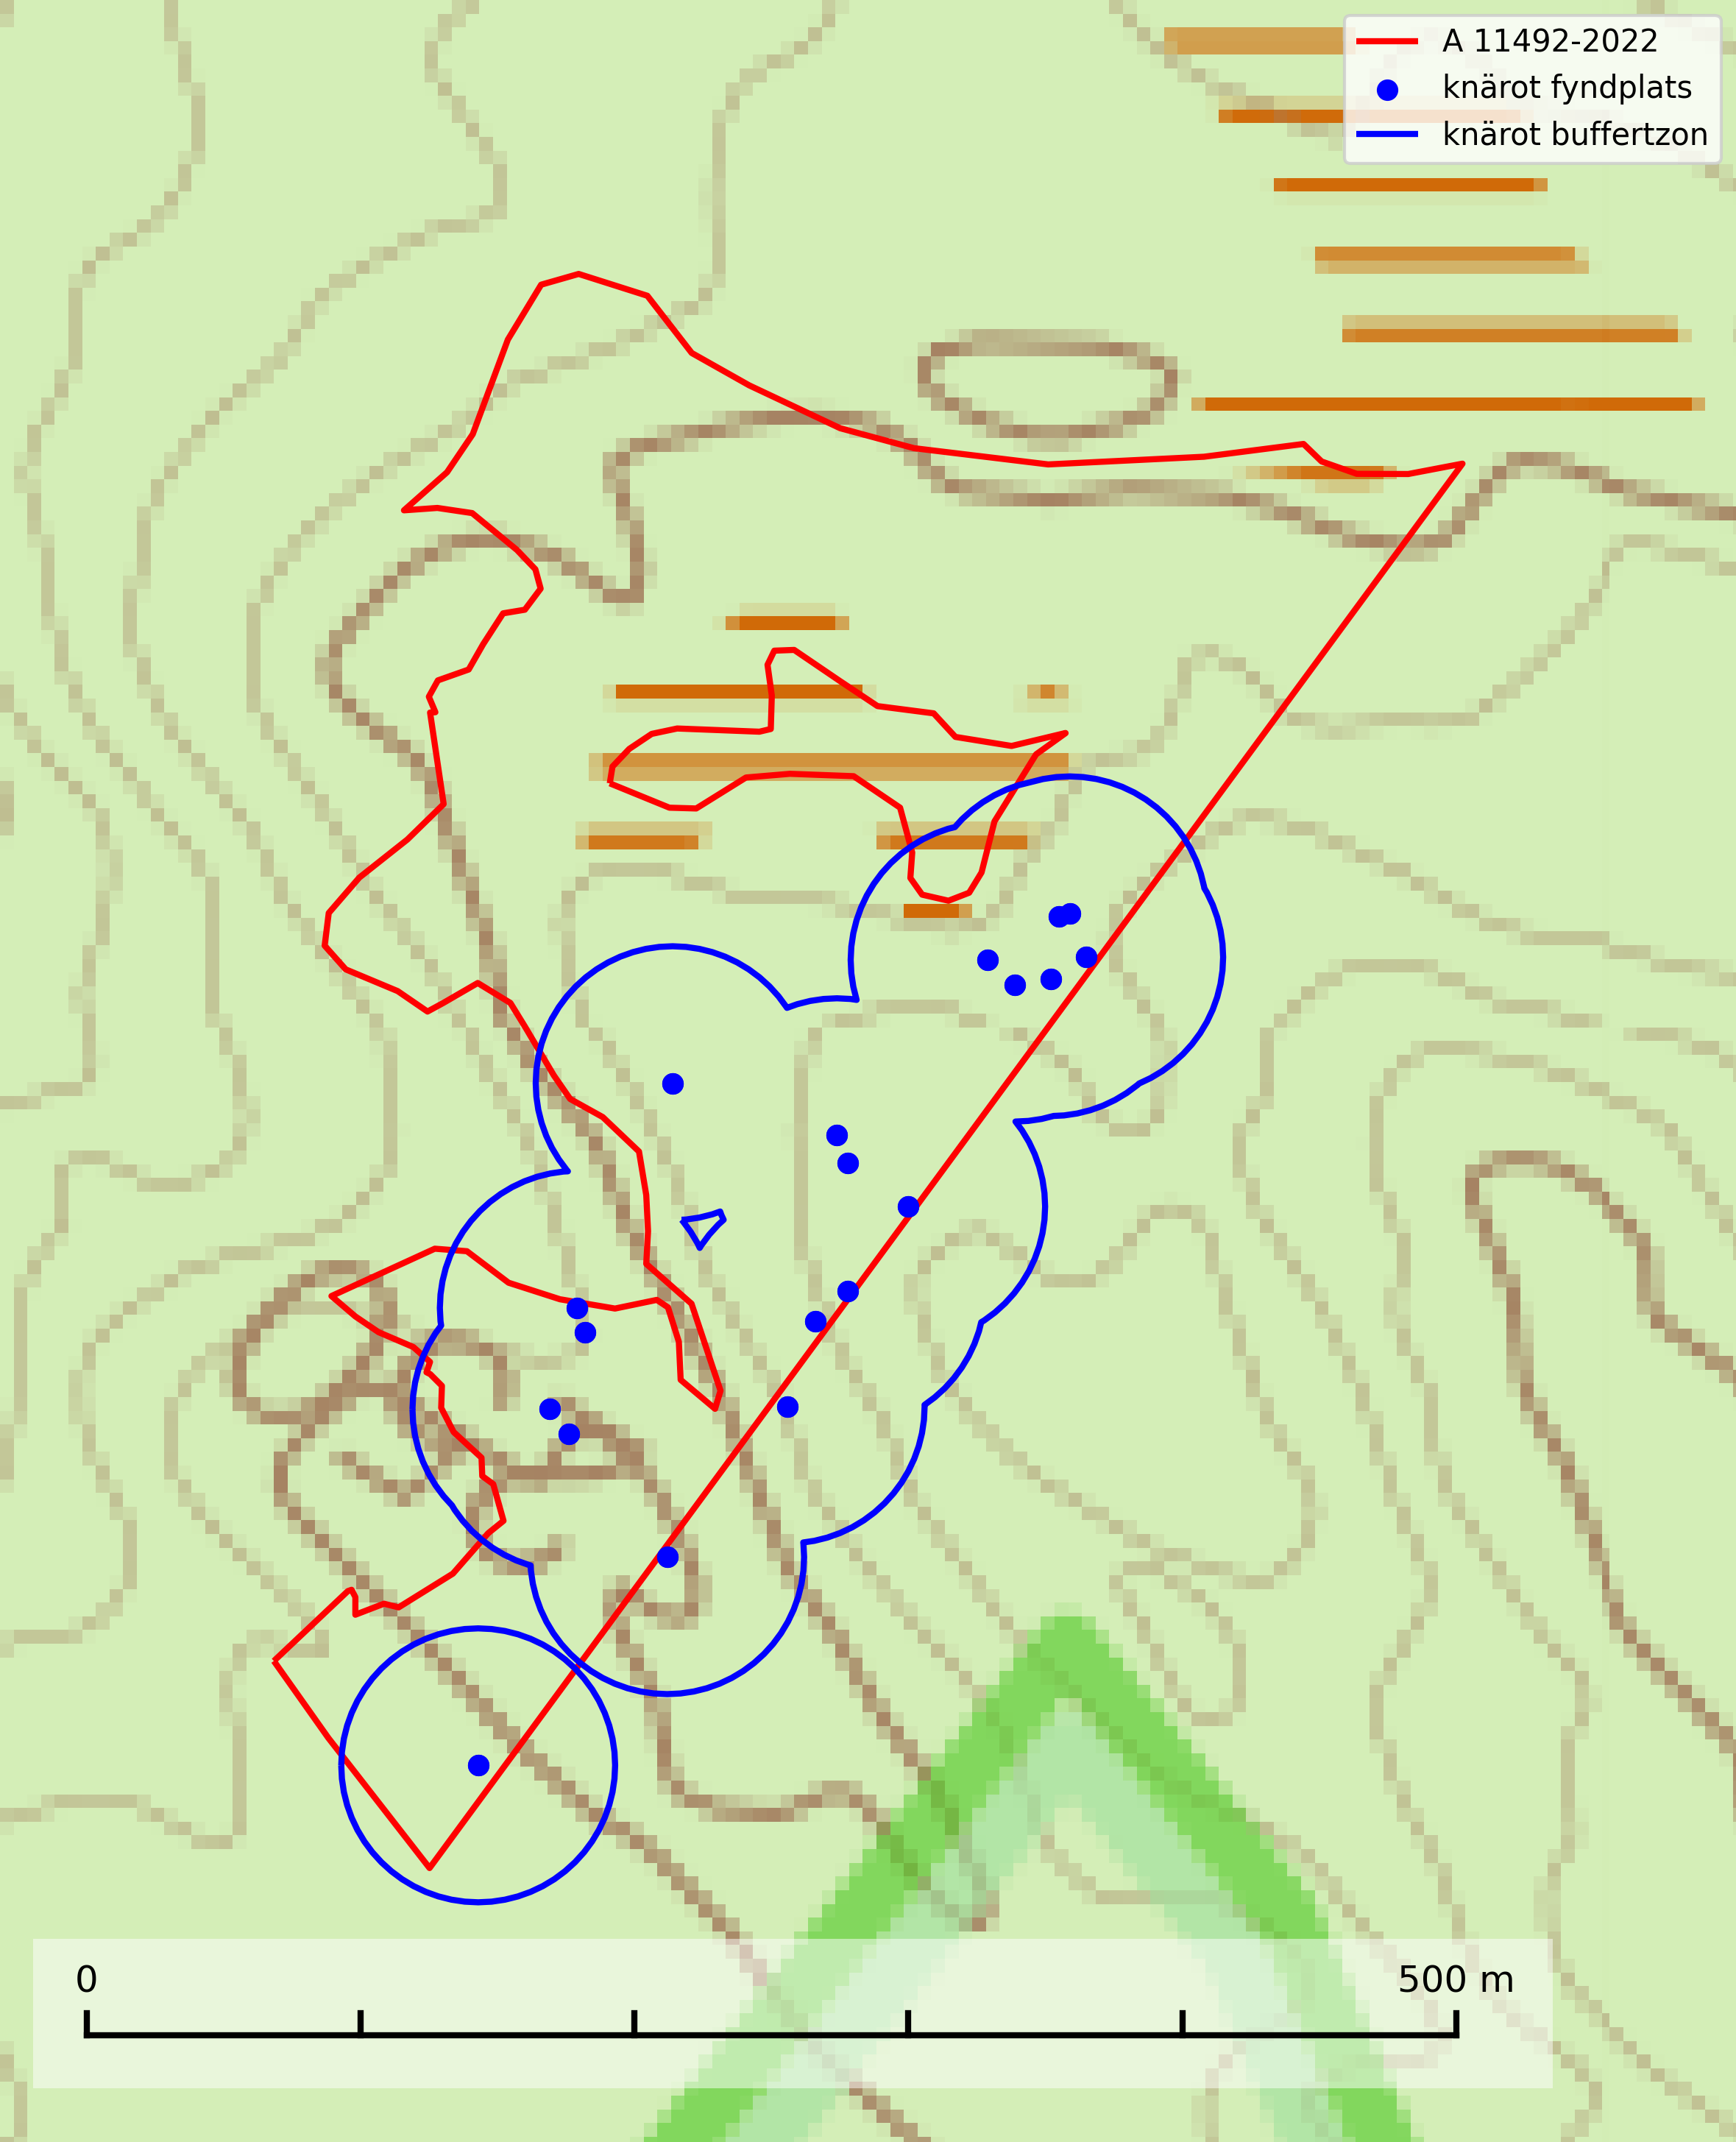 A 11492-2022
knärot fyndplats
knärot buffertzon
0 500 m